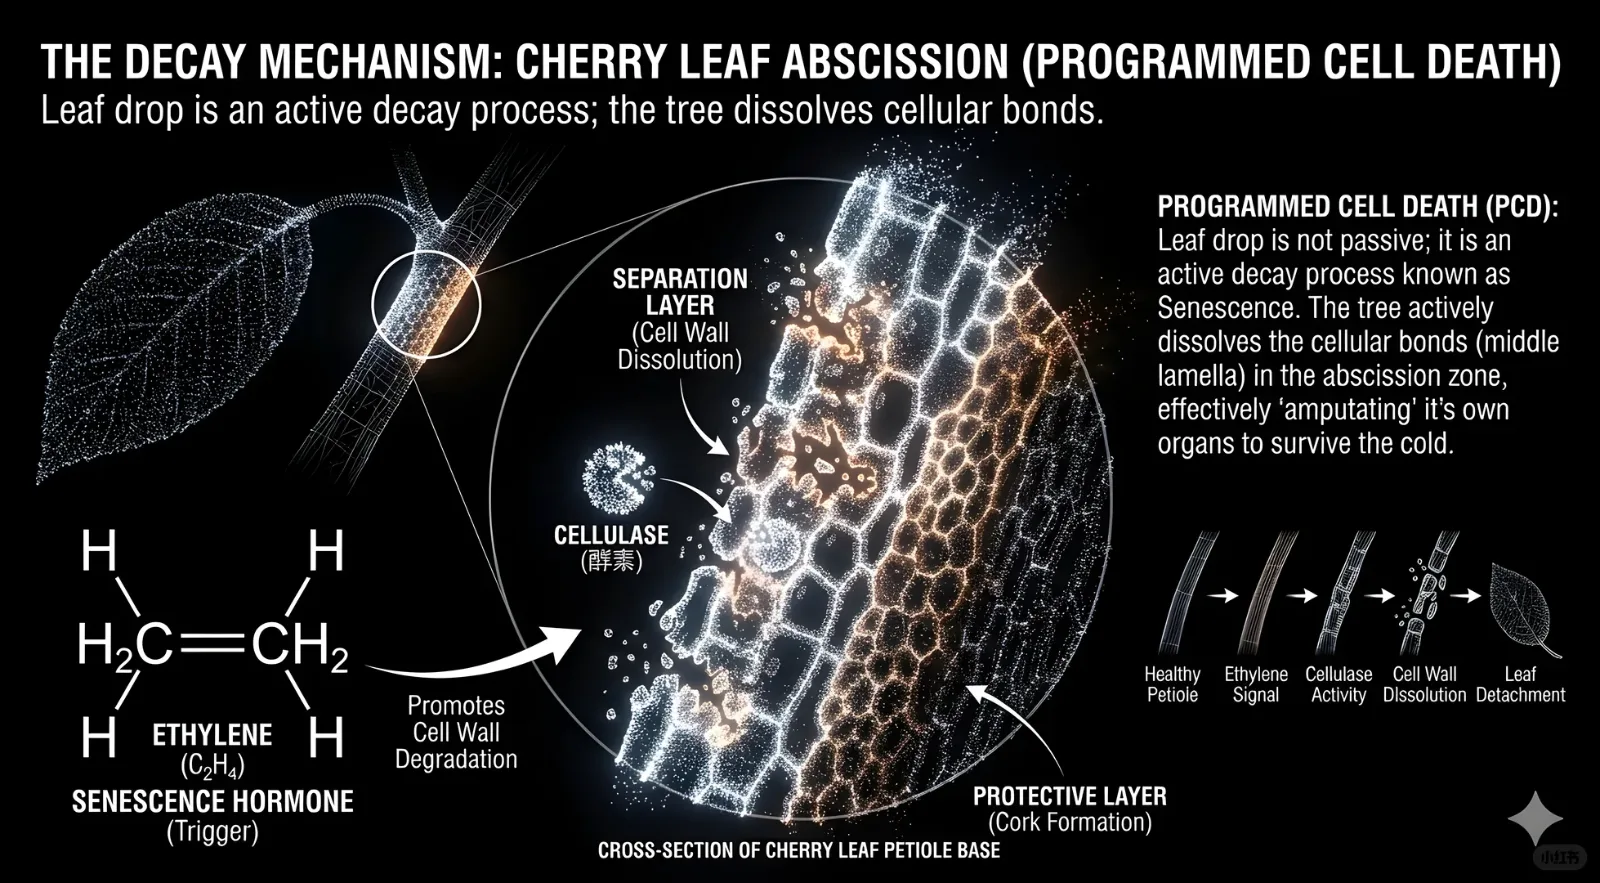 THE DECAY MECHANISM: CHERRY LEAF ABSCISSION (PROGRAMMED CELL DEATH)
Leaf drop is an active decay process; the tree dissolves cellular bonds.
SEPARATION
LAYER
(Cell Wall
Dissolution)
CELLULASE
(酵素)
PROGRAMMED CELL DEATH (PCD):
Leaf drop is not passive; it is an
active decay process known as
Senescence. The tree actively
dissolves the cellular bonds (middle
lamella) in the abscission zone,
effectively ‘amputating’ it’s own
organs to survive the cold.
H H
H₂C=CH₂
H H
ETHYLENE
(C₂H₄)
SENESCENCE HORMONE
(Trigger)
Promotes
Cell Wall
Degradation
Healthy
Petiole
Ethylene
Signal
Cellulase
Activity
Cell Wall
DIssolution
Leaf
Detachment
PROTECTIVE LAYER
(Cork Formation)
CROSS-SECTION OF CHERRY LEAF PETIOLE BASE
小红书